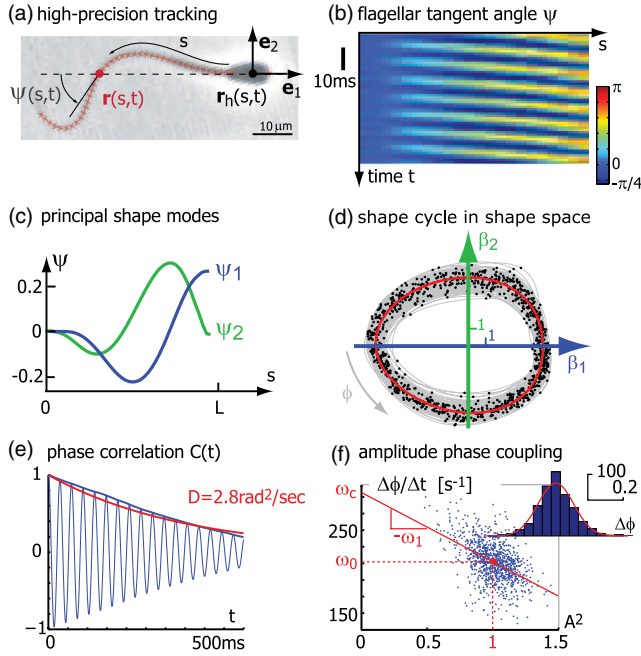 (a) high-precision tracking
s
e2
ψ(s,t)
r(s,t)
rh(s,t)
e1
10 μm
(b) flagellar tangent angle ψ
s
10ms
π
0
-π/4
time t
(c) principal shape modes
ψ
ψ1
0.2
0
ψ2
-0.2
0
L
s
(d) shape cycle in shape space
β2
1
1
β1
ϕ
(e) phase correlation C(t)
1
D=2.8rad²/sec
0
t
-1
0
500ms
(f) amplitude phase coupling
ωc
Δϕ/Δt [s⁻¹]
100
0.2
Δϕ
250
-ω1
ω0
150
A²
0
0.5
1
1.5